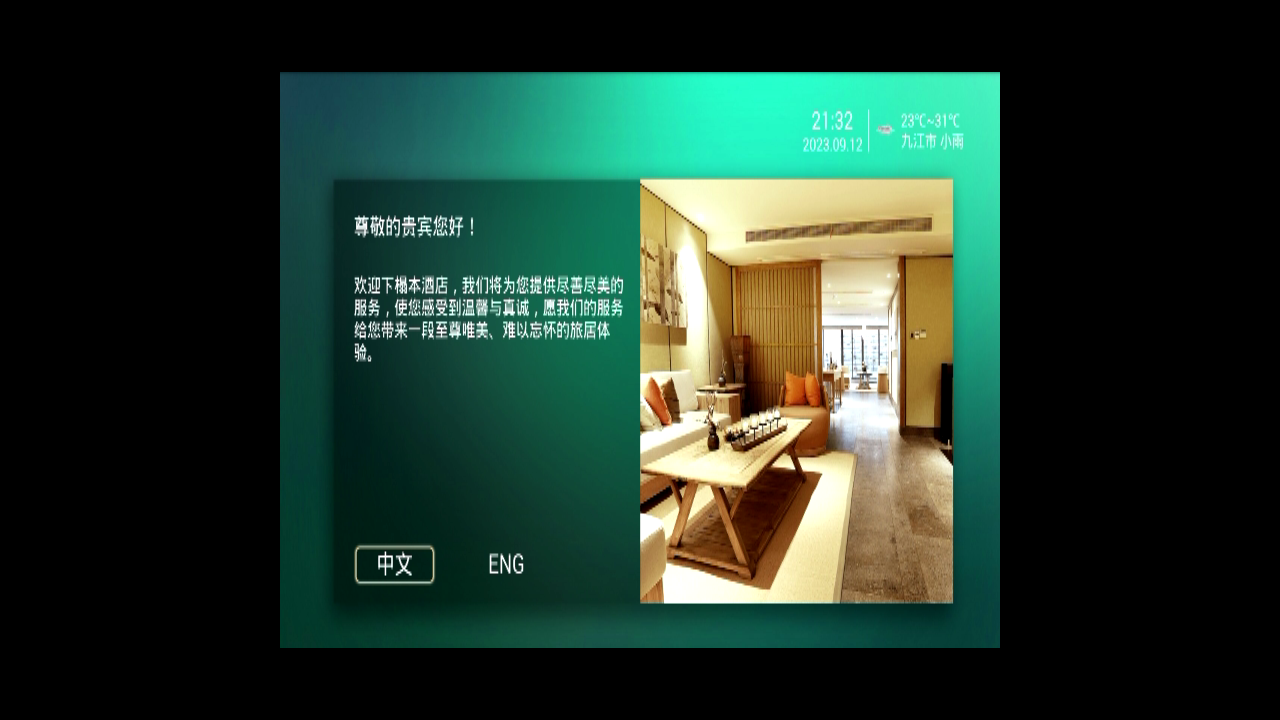 21:32
2023.09.12
23℃~31℃
九江市 小雨
尊敬的贵宾您好！
欢迎下榻本酒店，我们将为您提供尽善尽美的
服务，使您感受到温馨与真诚，愿我们的服务
给您带来一段至尊唯美、难以忘怀的旅居体
验。
中文
ENG